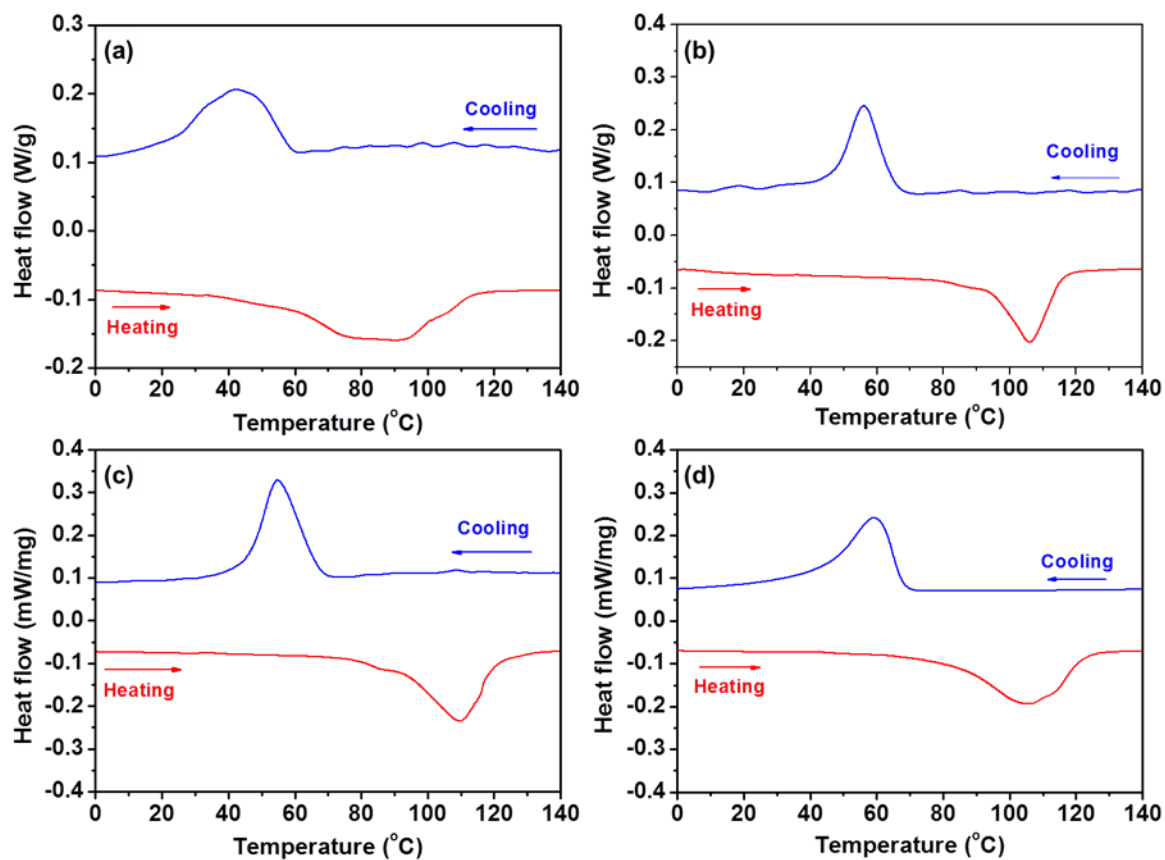 (a)
Heat flow (W/g)
0.3
0.2
0.1
0.0
-0.1
-0.2
Cooling
Heating
0 20 40 60 80 100 120 140
Temperature (°C)
(b)
Heat flow (W/g)
0.4
0.3
0.2
0.1
0.0
-0.1
-0.2
Cooling
Heating
0 20 40 60 80 100 120 140
Temperature (°C)
(c)
Heat flow (mW/mg)
0.4
0.3
0.2
0.1
0.0
-0.1
-0.2
-0.3
-0.4
Cooling
Heating
0 20 40 60 80 100 120 140
Temperature (°C)
(d)
Heat flow (mW/mg)
0.4
0.3
0.2
0.1
0.0
-0.1
-0.2
-0.3
-0.4
Cooling
Heating
0 20 40 60 80 100 120 140
Temperature (°C)